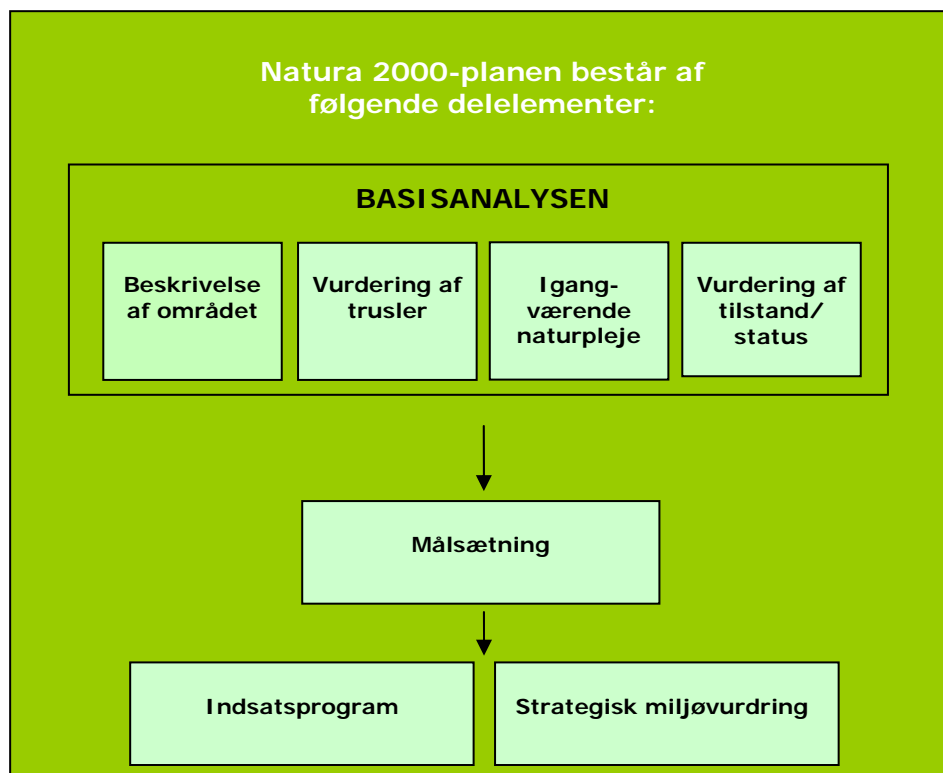 Natura 2000-planen består af
følgende delelementer:
BASISANALYSEN
Beskrivelse
af området
Vurdering af
trusler
Igang-
værende
naturpleje
Vurdering af
tilstand/
status
Målsætning
Indsatsprogram
Strategisk miljøvurdring